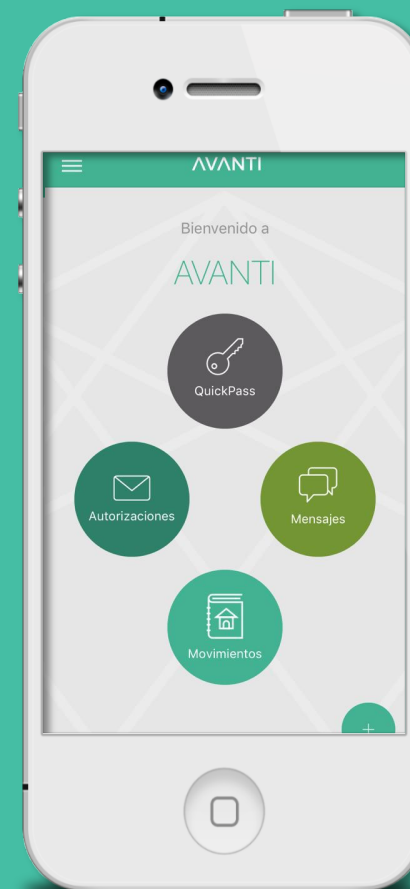 AVANTI
Bienvenido a
AVANTI
QuickPass
Autorizaciones
Mensajes
Movimientos
+